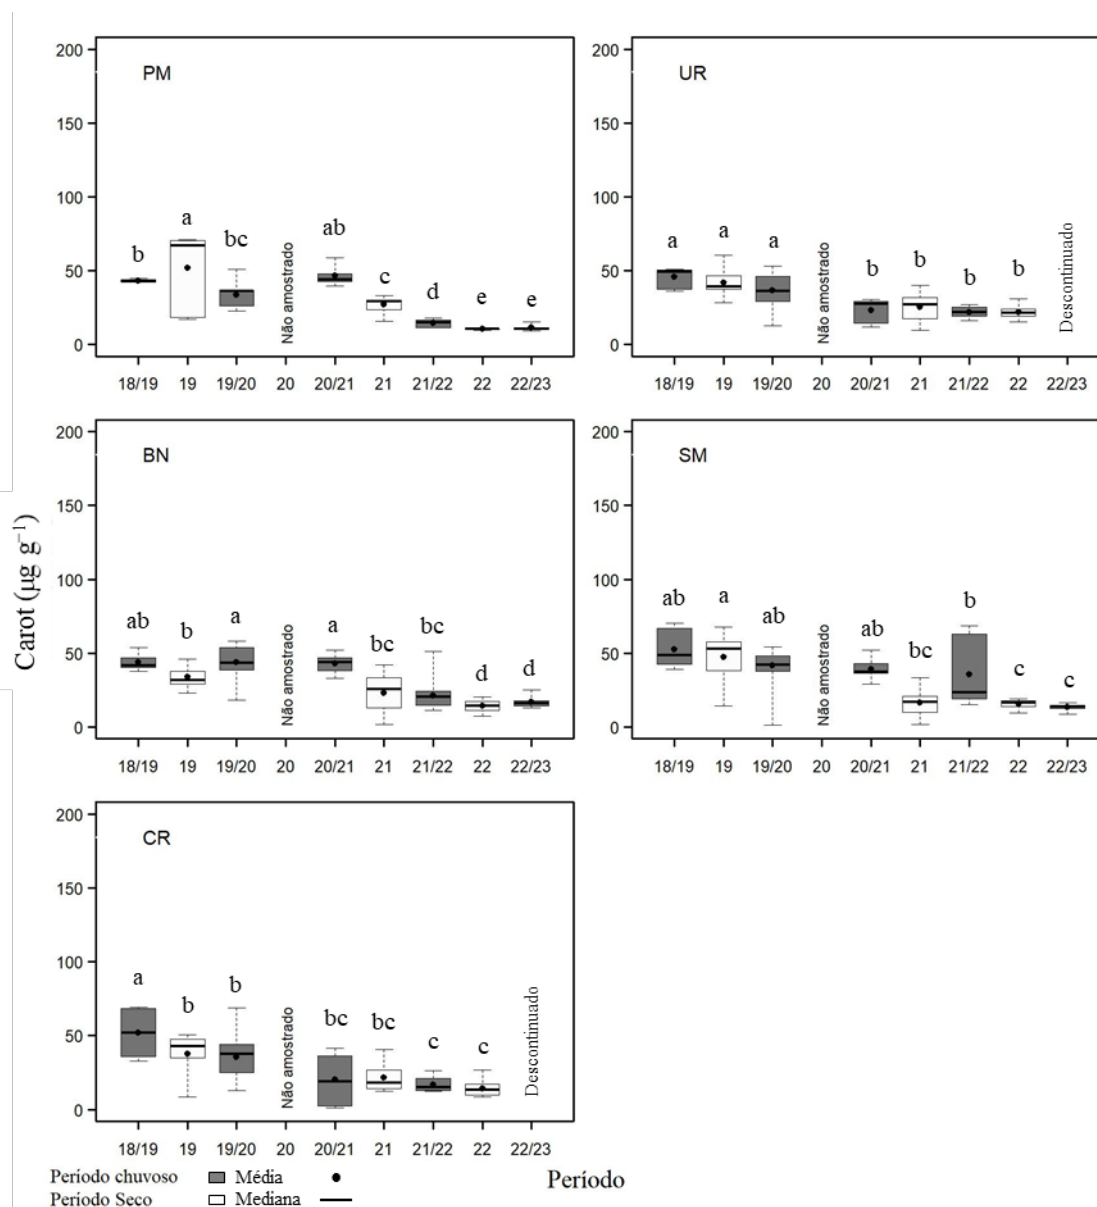 PM
200
150
100
50
0
b
a
bc
Não amostrado
ab
c
d
e
e
18/19 19 19/20 20 20/21 21 21/22 22 22/23
UR
200
150
100
50
0
a
a
a
Não amostrado
b
b
b
b
Descontinuado
18/19 19 19/20 20 20/21 21 21/22 22 22/23
Carot (µg g⁻¹)
BN
200
150
100
50
0
ab
b
a
Não amostrado
a
bc
bc
d
d
18/19 19 19/20 20 20/21 21 21/22 22 22/23
SM
200
150
100
50
0
ab
a
ab
Não amostrado
ab
bc
b
c
c
18/19 19 19/20 20 20/21 21 21/22 22 22/23
CR
200
150
100
50
0
a
b
b
Não amostrado
bc
bc
c
c
Descontinuado
18/19 19 19/20 20 20/21 21 21/22 22 22/23
Período chuvoso Média
Período Seco Mediana
Período